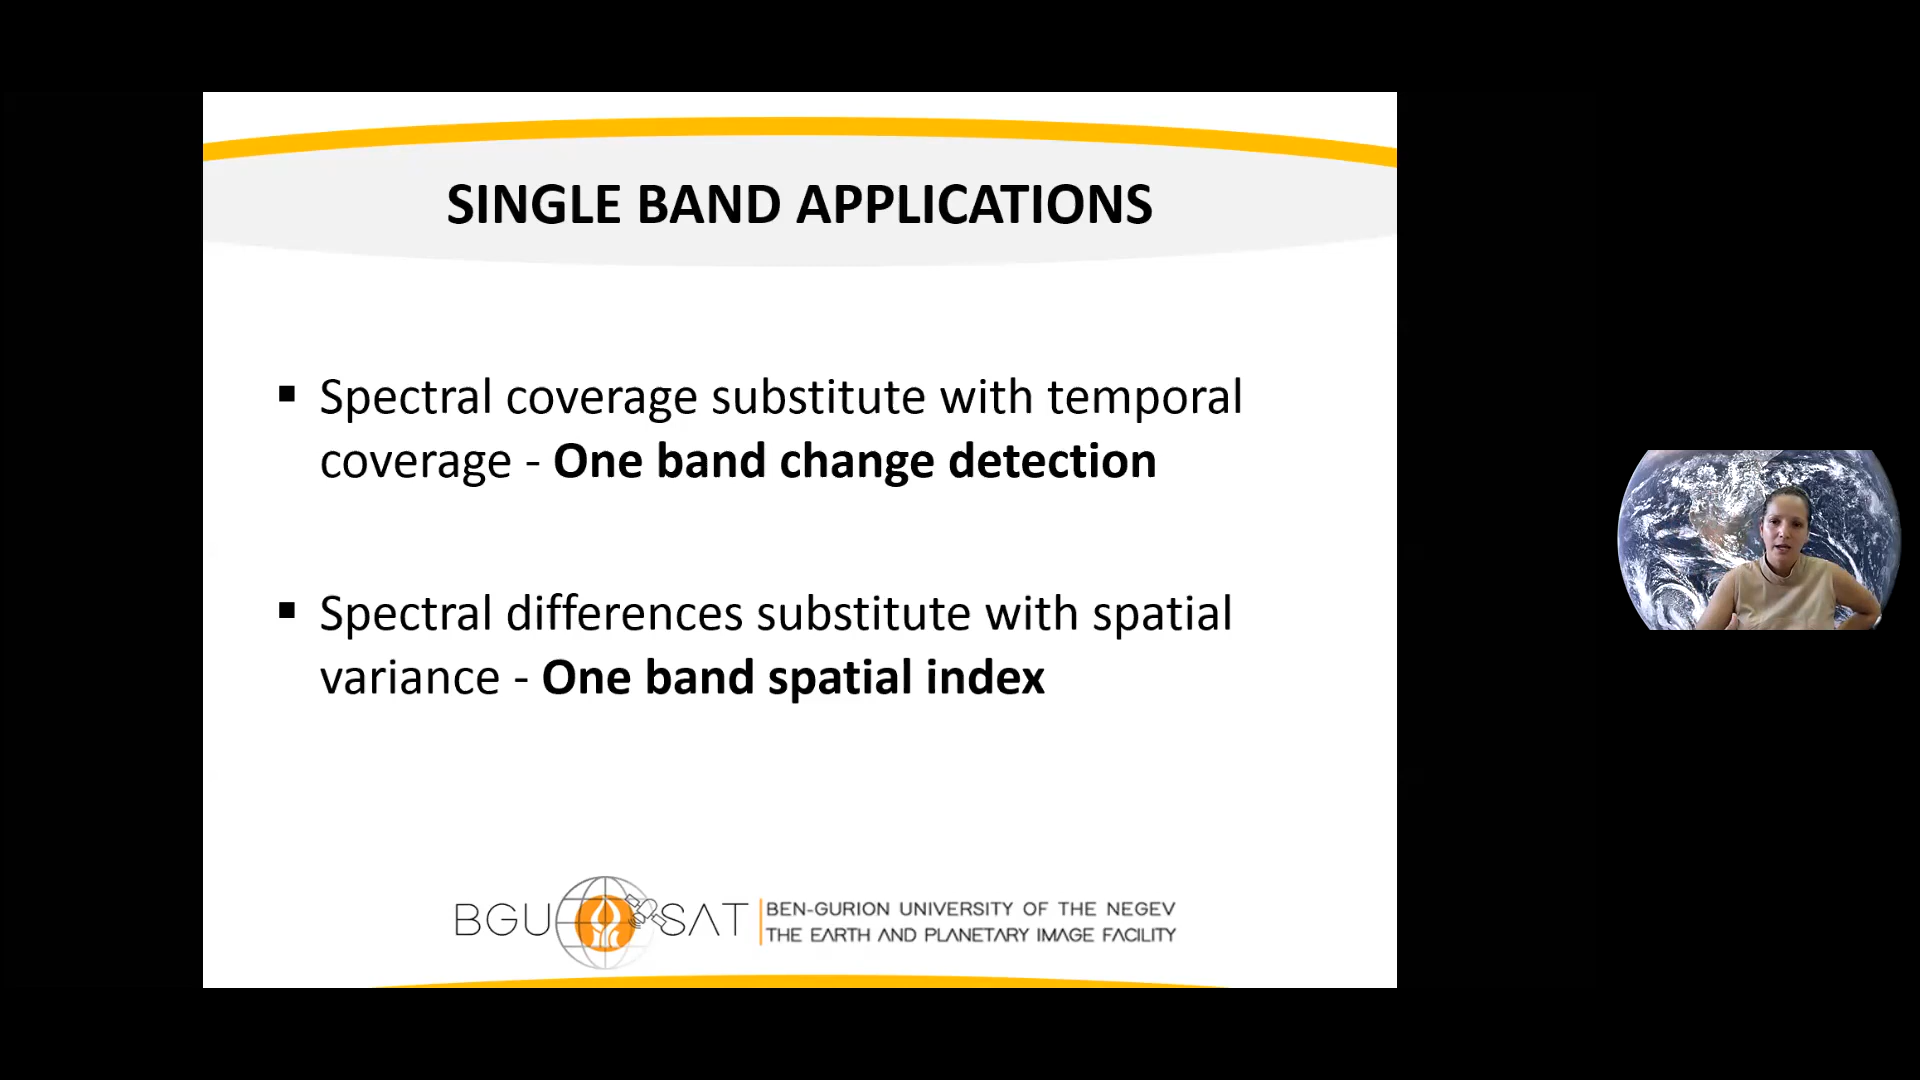 SINGLE BAND APPLICATIONS
▪ Spectral coverage substitute with temporal
coverage - One band change detection
▪ Spectral differences substitute with spatial
variance - One band spatial index
BGU SAT
BEN-GURION UNIVERSITY OF THE NEGEV
THE EARTH AND PLANETARY IMAGE FACILITY